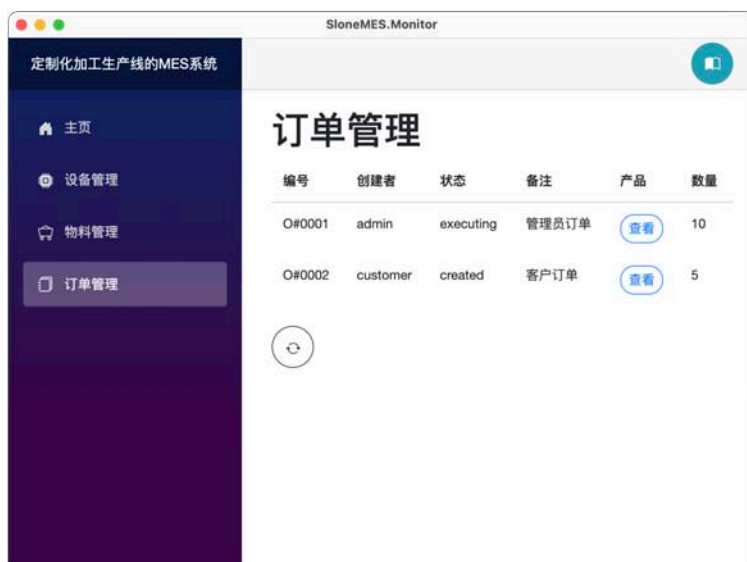 SloneMES.Monitor
定制化加工生产线的MES系统
主页
设备管理
物料管理
订单管理
订单管理
编号 创建者 状态 备注 产品 数量
O#0001 admin executing 管理员订单 查看 10
O#0002 customer created 客户订单 查看 5